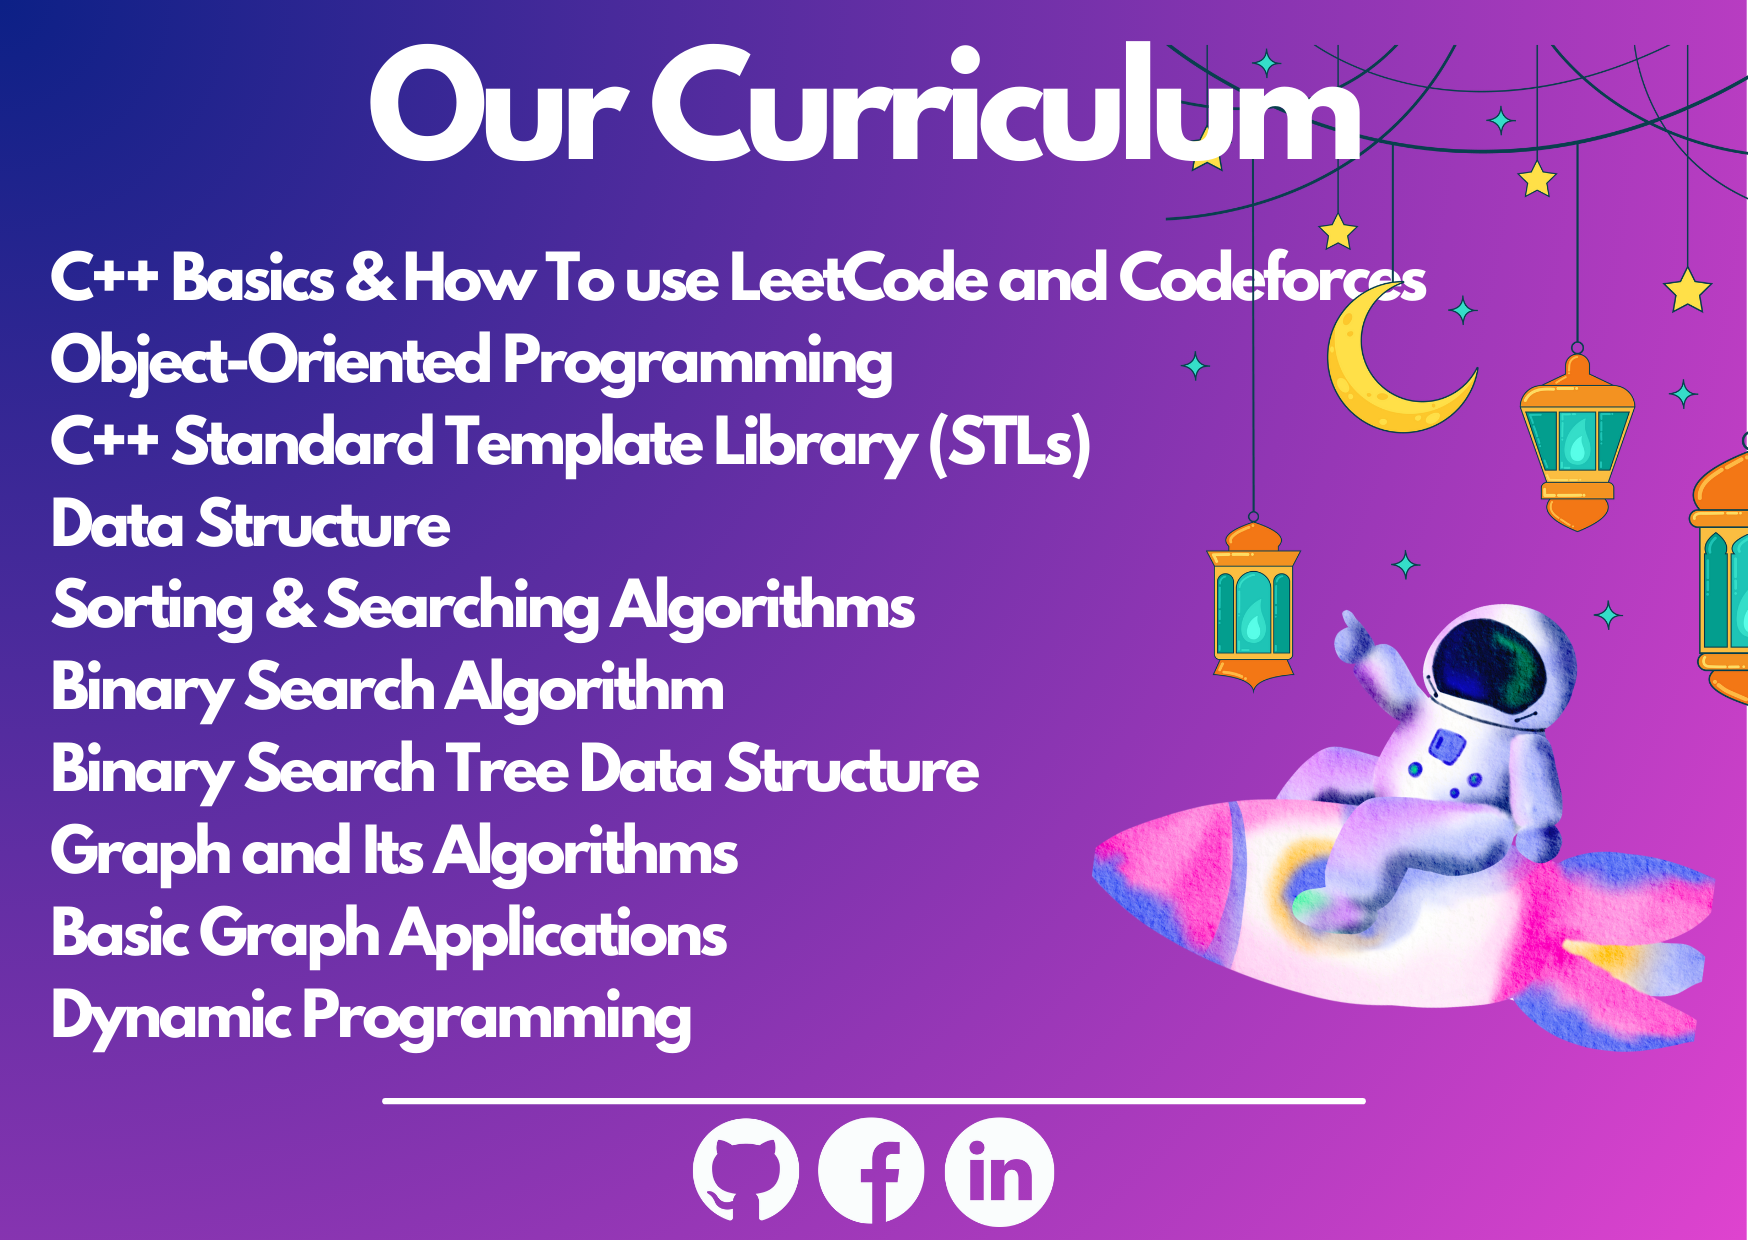 Our Curriculum
C++ Basics & How To use LeetCode and Codeforces
Object-Oriented Programming
C++ Standard Template Library (STLs)
Data Structure
Sorting & Searching Algorithms
Binary Search Algorithm
Binary Search Tree Data Structure
Graph and Its Algorithms
Basic Graph Applications
Dynamic Programming
f in